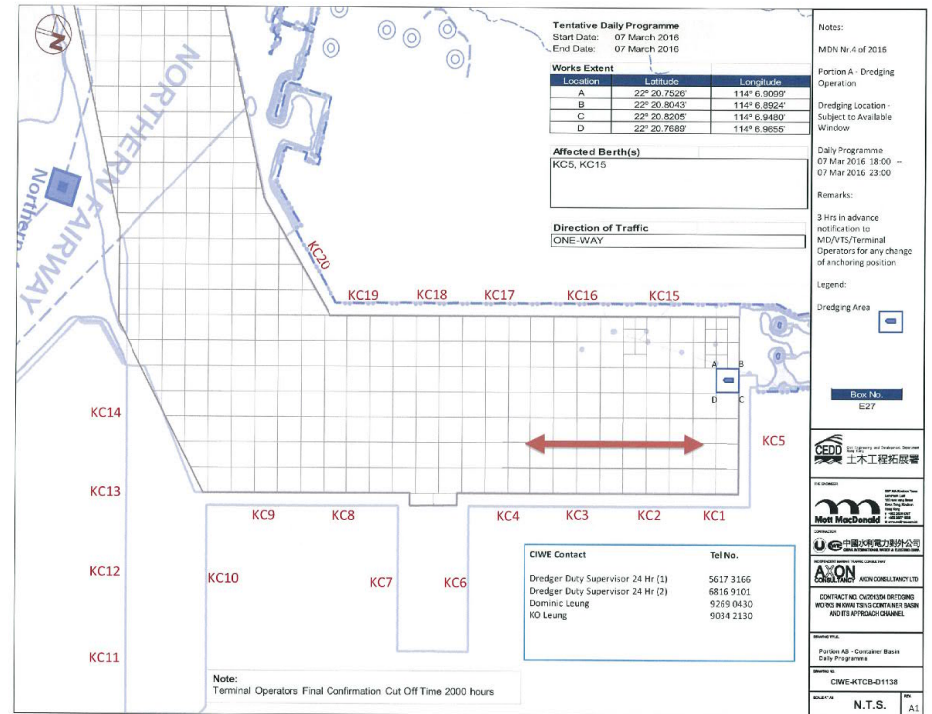 Tentative Daily Programme
Start Date: 07 March 2016
End Date: 07 March 2016
Works Extent
Location Latitude Longitude
A 22° 20.7526' 114° 6.9099'
B 22° 20.8043' 114° 6.8924'
C 22° 20.8205' 114° 6.9480'
D 22° 20.7689' 114° 6.9655'
Affected Berth(s)
KC5, KC15
Direction of Traffic
ONE-WAY
N
NORTHERN FAIRWAY
Northern
KC20
KC19 KC18 KC17 KC16 KC15
A B
D C
KC14
KC5
KC13
KC9 KC8 KC4 KC3 KC2 KC1
KC12
KC10
KC7 KC6
KC11
CIWE Contact Tel No.
Dredger Duty Supervisor 24 Hr (1) 5617 3166
Dredger Duty Supervisor 24 Hr (2) 6816 9101
Dominic Leung 9269 0430
KO Leung 9034 2130
Note:
Terminal Operators Final Confirmation Cut Off Time 2000 hours
Notes:
MDN Nr.4 of 2016
Portion A - Dredging
Operation
Dredging Location -
Subject to Available
Window
Daily Programme
07 Mar 2016 18:00 –
07 Mar 2016 23:00
Remarks:
3 Hrs in advance
notification to
MD/VTS/Terminal
Operators for any change
of anchoring position
Legend:
Dredging Area
Box No.
E27
CEDD
土木工程拓展署
Mott MacDonald
CWE 中國水利電力對外公司
AXON
CONSULTANCY AXON CONSULTANCY LTD
CONTRACT NO. CV/2013/04 DREDGING
WORKS IN KWAI TSING CONTAINER BASIN
AND ITS APPROACH CHANNEL
DRAWING TITLE
Portion AB - Container Basin
Daily Programme
DRAWING NO.
CIWE-KTCB-D1138
N.T.S.
A1